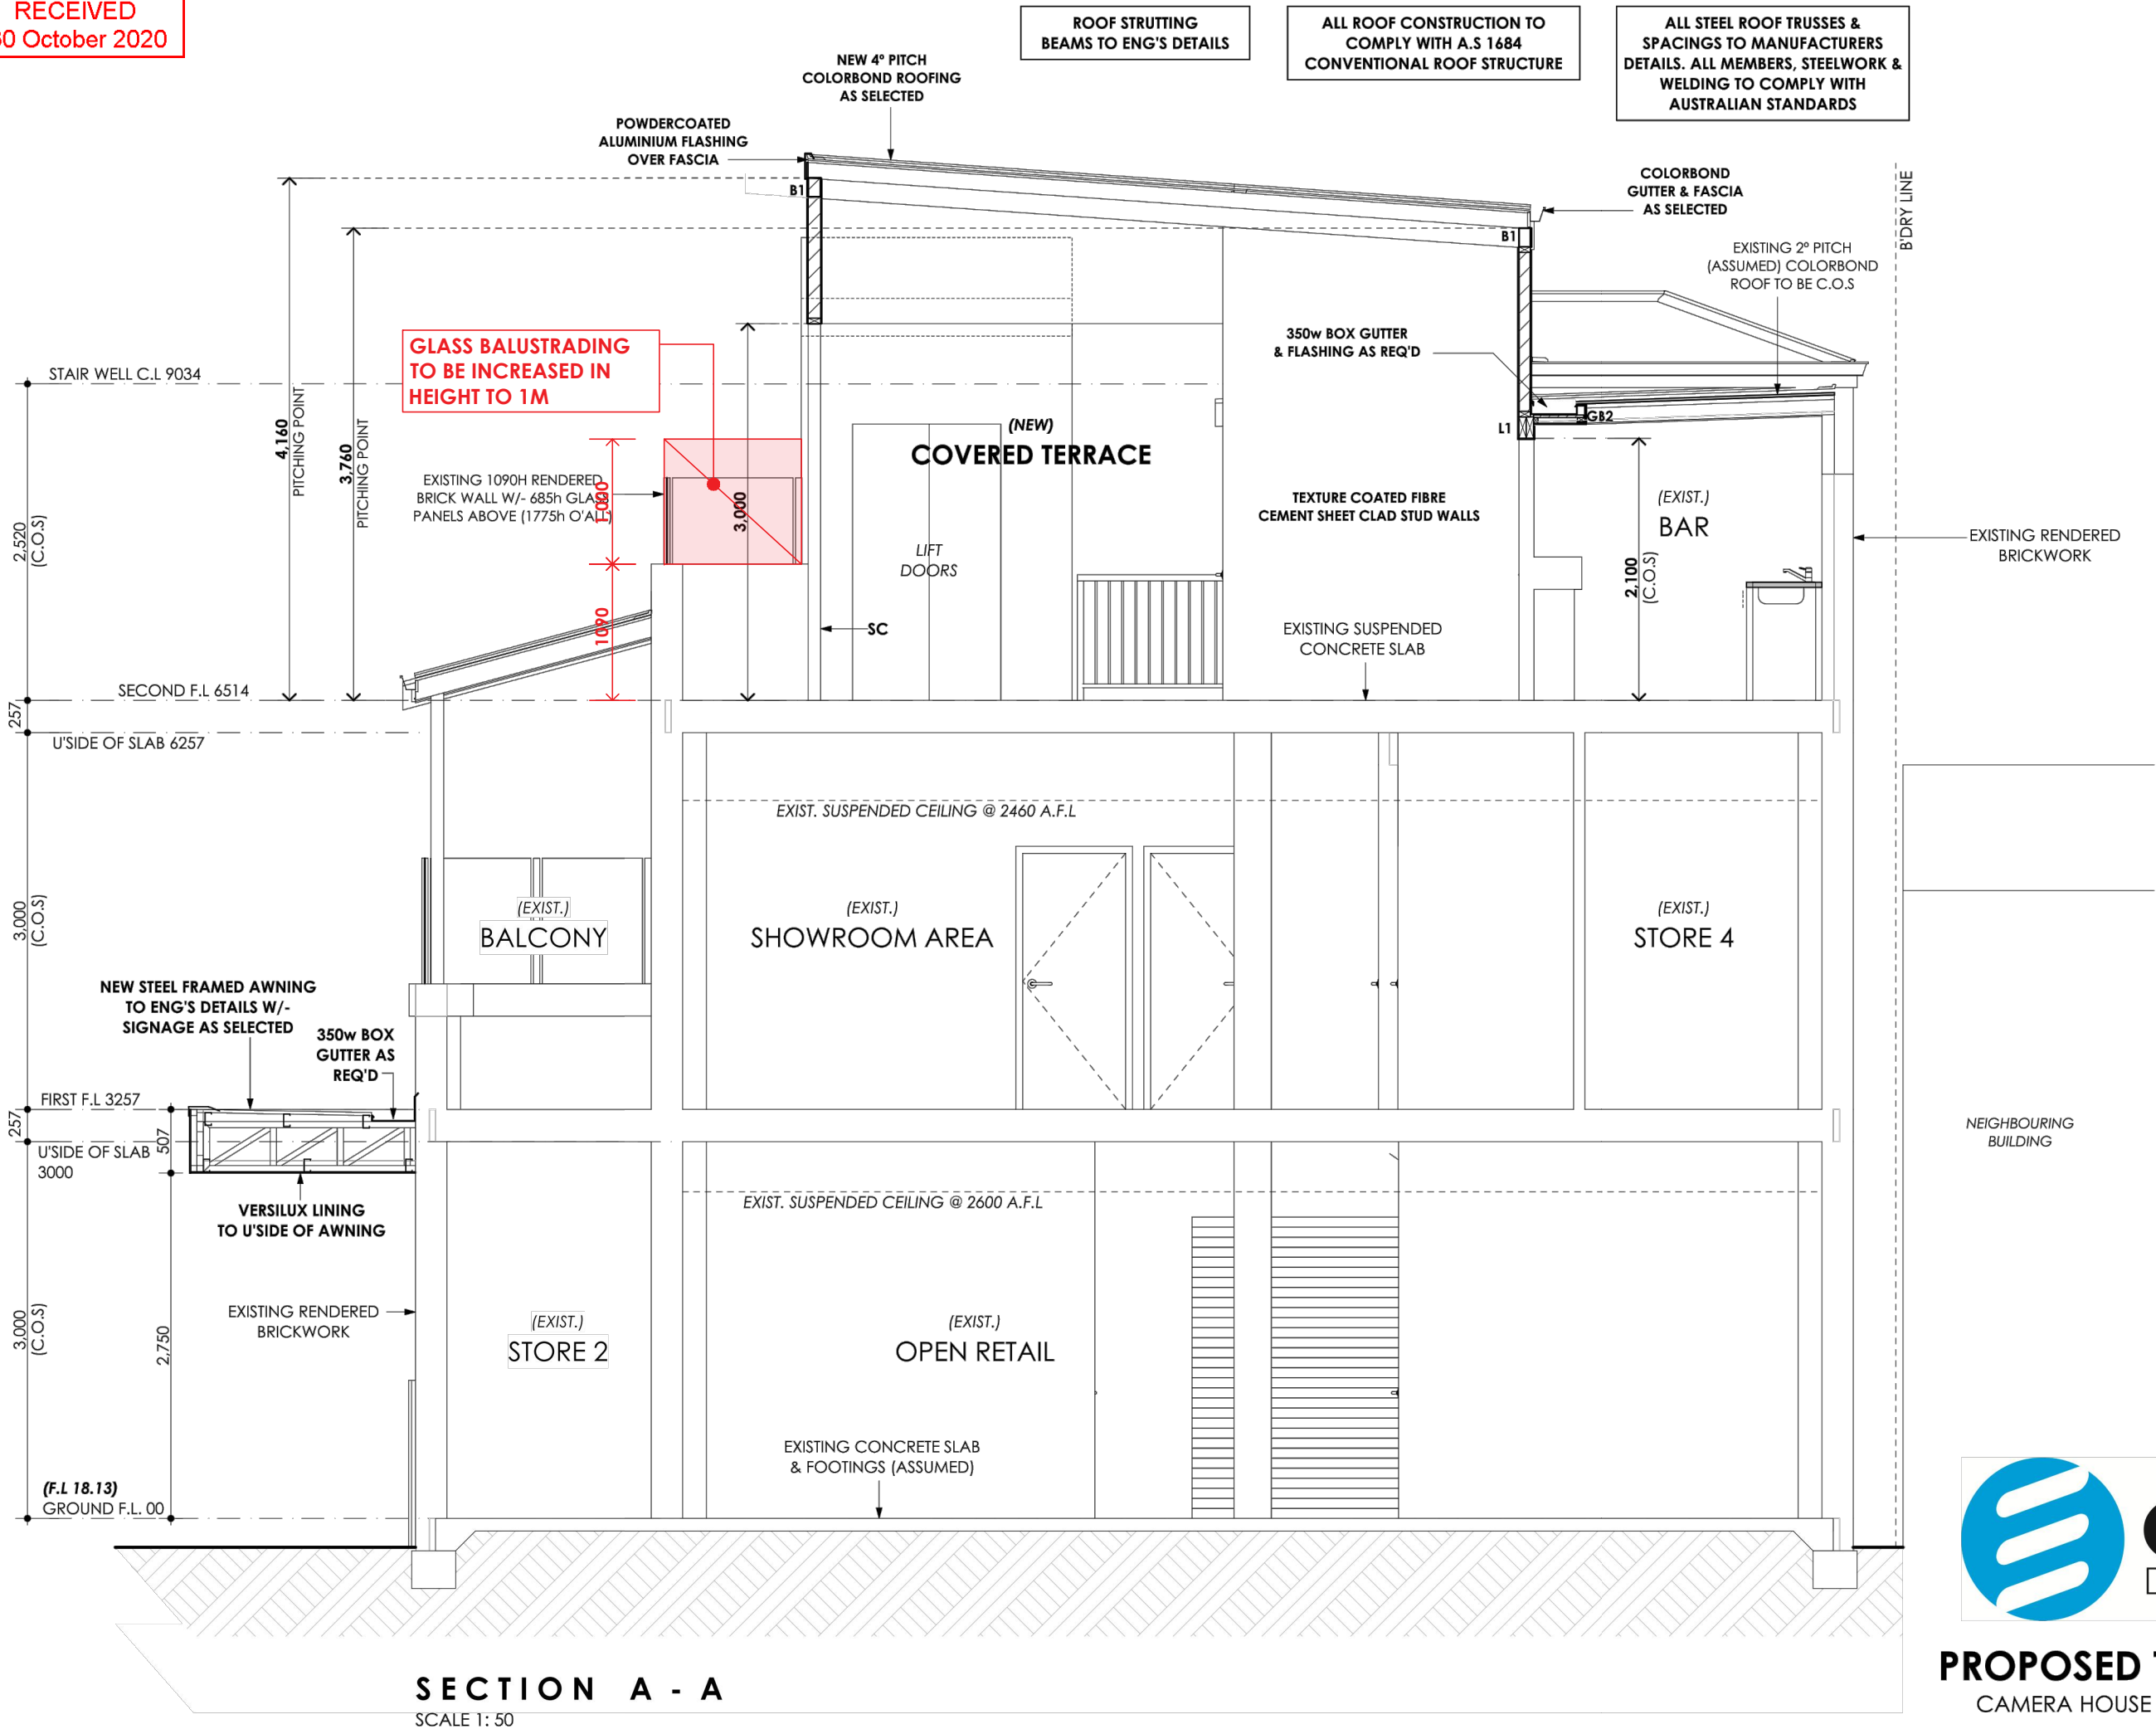 RECEIVED
30 October 2020
ROOF STRUTTING
BEAMS TO ENG'S DETAILS
ALL ROOF CONSTRUCTION TO
COMPLY WITH A.S 1684
CONVENTIONAL ROOF STRUCTURE
ALL STEEL ROOF TRUSSES &
SPACINGS TO MANUFACTURERS
DETAILS. ALL MEMBERS, STEELWORK &
WELDING TO COMPLY WITH
AUSTRALIAN STANDARDS
NEW 4º PITCH
COLORBOND ROOFING
AS SELECTED
POWDERCOATED
ALUMINIUM FLASHING
OVER FASCIA
B1
COLORBOND
GUTTER & FASCIA
AS SELECTED
B'DRY LINE
B1
EXISTING 2º PITCH
(ASSUMED) COLORBOND
ROOF TO BE C.O.S
350w BOX GUTTER
& FLASHING AS REQ'D
GLASS BALUSTRADING
TO BE INCREASED IN
HEIGHT TO 1M
STAIR WELL C.L 9034
4,160
PITCHING POINT
3,760
PITCHING POINT
GB2
L1
(NEW)
COVERED TERRACE
EXISTING 1090H RENDERED
BRICK WALL W/- 685h GLASS
PANELS ABOVE (1775h O'ALL)
1000
3,000
TEXTURE COATED FIBRE
CEMENT SHEET CLAD STUD WALLS
(EXIST.)
BAR
EXISTING RENDERED
BRICKWORK
2,520
(C.O.S)
LIFT
DOORS
2,100
(C.O.S)
1090
SC
EXISTING SUSPENDED
CONCRETE SLAB
SECOND F.L 6514
257
U'SIDE OF SLAB 6257
EXIST. SUSPENDED CEILING @ 2460 A.F.L
3,000
(C.O.S)
(EXIST.)
BALCONY
(EXIST.)
SHOWROOM AREA
(EXIST.)
STORE 4
NEW STEEL FRAMED AWNING
TO ENG'S DETAILS W/-
SIGNAGE AS SELECTED
350w BOX
GUTTER AS
REQ'D
FIRST F.L 3257
257
507
U'SIDE OF SLAB
3000
NEIGHBOURING
BUILDING
VERSILUX LINING
TO U'SIDE OF AWNING
EXIST. SUSPENDED CEILING @ 2600 A.F.L
EXISTING RENDERED
BRICKWORK
3,000
(C.O.S)
2,750
(EXIST.)
STORE 2
(EXIST.)
OPEN RETAIL
EXISTING CONCRETE SLAB
& FOOTINGS (ASSUMED)
(F.L 18.13)
GROUND F.L. 00
SECTION A - A
SCALE 1: 50
PROPOSED
CAMERA HOUSE